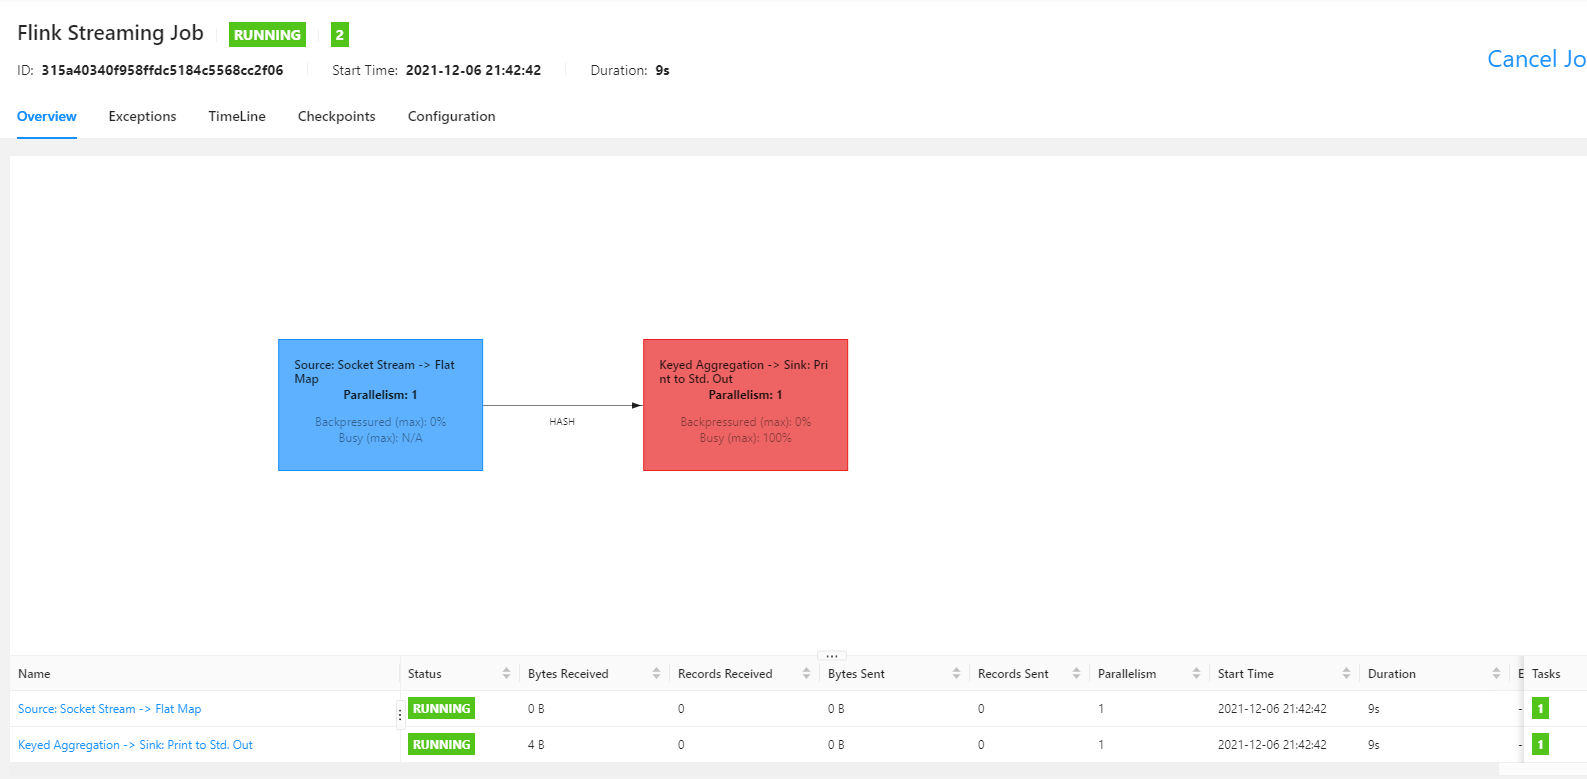 Flink Streaming Job RUNNING 2
ID: 315a40340f958ffdc5184c5568cc2f06 Start Time: 2021-12-06 21:42:42 Duration: 9s
Cancel Jo
Overview Exceptions TimeLine Checkpoints Configuration
Source: Socket Stream -> Flat
Map
Parallelism: 1
Backpressured (max): 0%
Busy (max): N/A
HASH
Keyed Aggregation -> Sink: Pri
nt to Std. Out
Parallelism: 1
Backpressured (max): 0%
Busy (max): 100%
Name Status Bytes Received Records Received Bytes Sent Records Sent Parallelism Start Time Duration E Tasks
Source: Socket Stream -> Flat Map RUNNING 0 B 0 0 B 0 1 2021-12-06 21:42:42 9s - 1
Keyed Aggregation -> Sink: Print to Std. Out RUNNING 4 B 0 0 B 0 1 2021-12-06 21:42:42 9s - 1